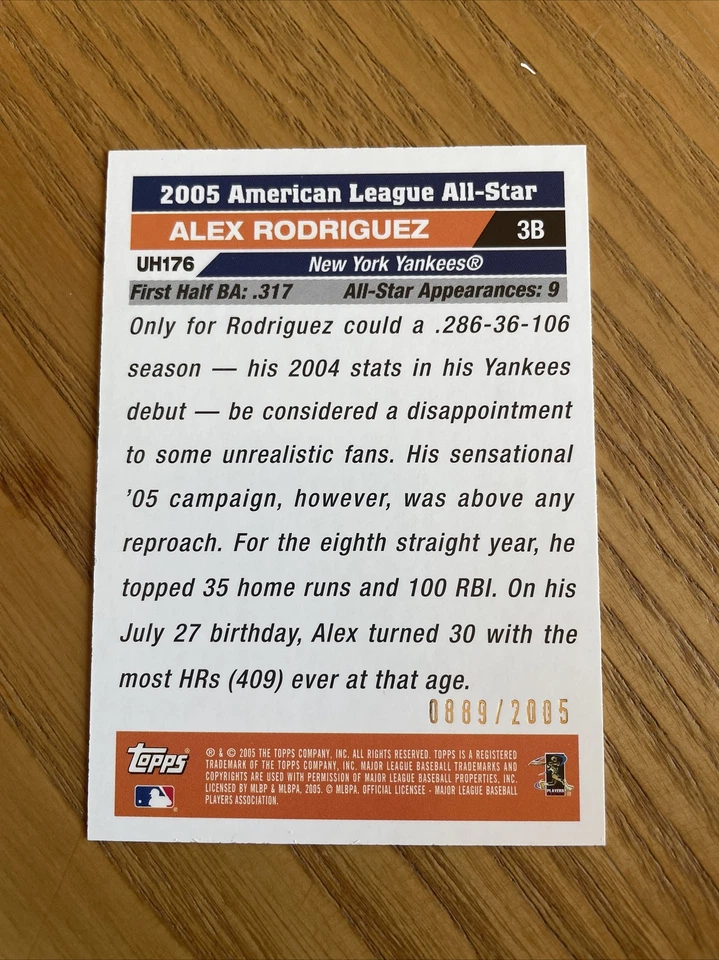 2005 American League All-Star
ALEX RODRIGUEZ 3B
UH176 New York Yankees®
First Half BA: .317 All-Star Appearances: 9
Only for Rodriguez could a .286-36-106
season — his 2004 stats in his Yankees
debut — be considered a disappointment
to some unrealistic fans. His sensational
'05 campaign, however, was above any
reproach. For the eighth straight year, he
topped 35 home runs and 100 RBI. On his
July 27 birthday, Alex turned 30 with the
most HRs (409) ever at that age.
0889/2005
Topps®
® & © 2005 THE TOPPS COMPANY, INC. ALL RIGHTS RESERVED. TOPPS IS A REGISTERED
TRADEMARK OF THE TOPPS COMPANY, INC. MAJOR LEAGUE BASEBALL TRADEMARKS AND
COPYRIGHTS ARE USED WITH PERMISSION OF MAJOR LEAGUE BASEBALL PROPERTIES, INC.
LICENSED BY MLBP & MLBPA, 2005. © MLBPA. OFFICIAL LICENSEE - MAJOR LEAGUE BASEBALL
PLAYERS ASSOCIATION.
PLAYERS